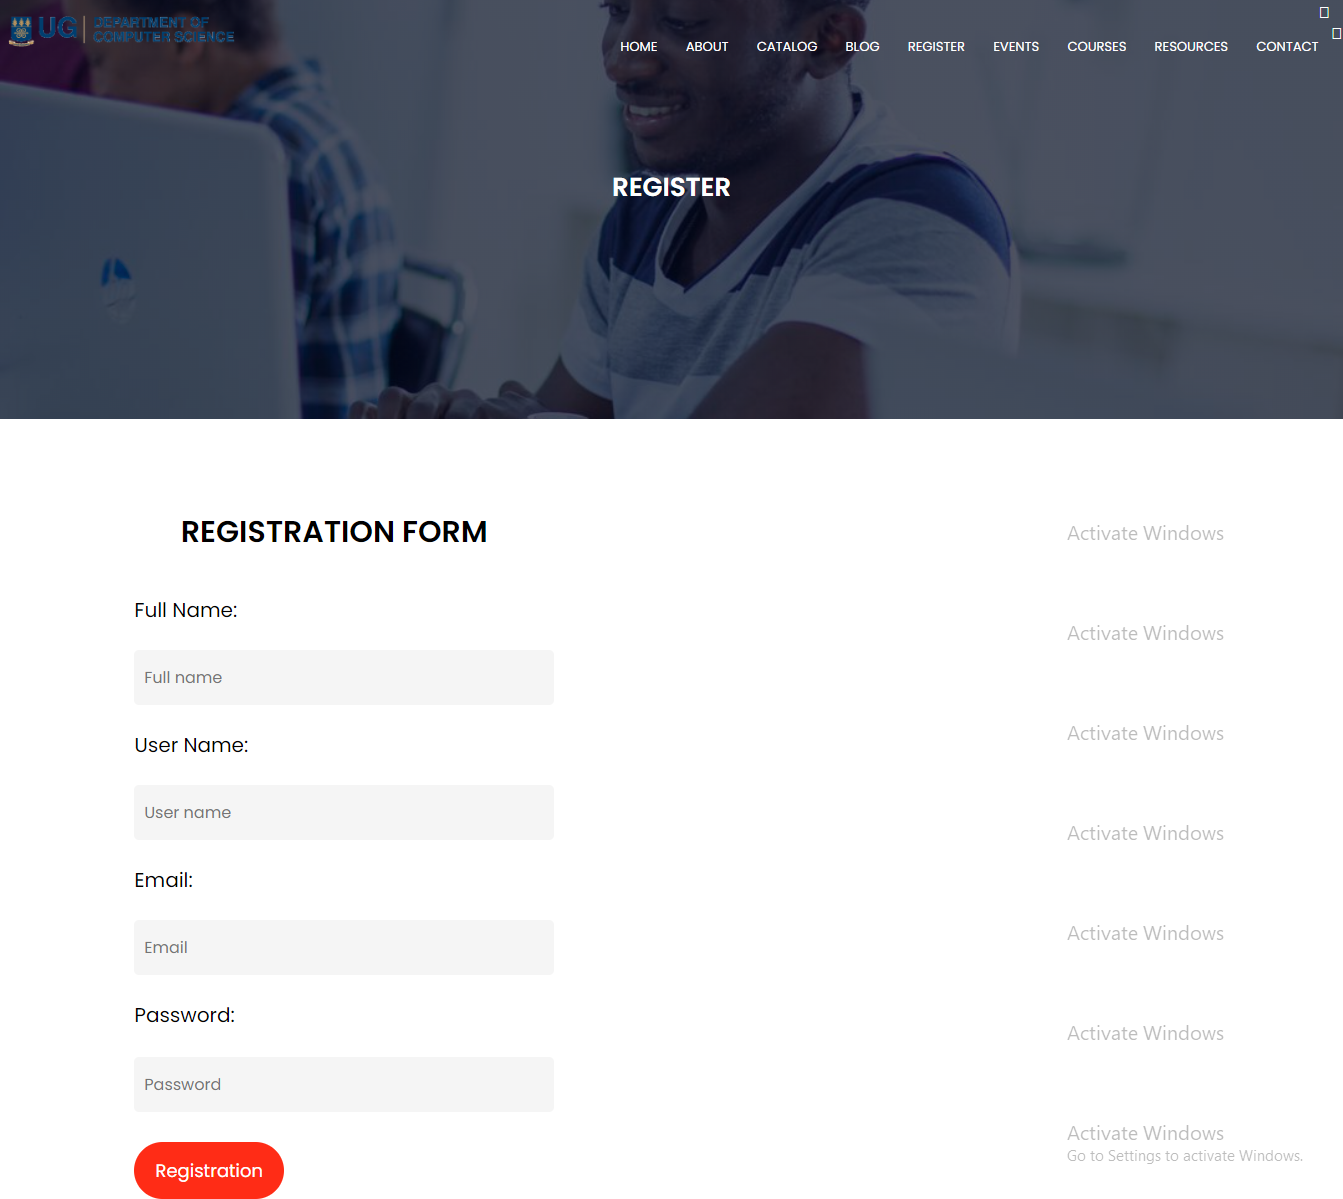 UG
DEPARTMENT OF
COMPUTER SCIENCE
HOME ABOUT CATALOG BLOG REGISTER EVENTS COURSES RESOURCES CONTACT
REGISTER
REGISTRATION FORM
Activate Windows
Full Name:
Activate Windows
Full name
Activate Windows
User Name:
User name
Activate Windows
Email:
Activate Windows
Email
Password:
Activate Windows
Password
Activate Windows
Go to Settings to activate Windows.
Registration